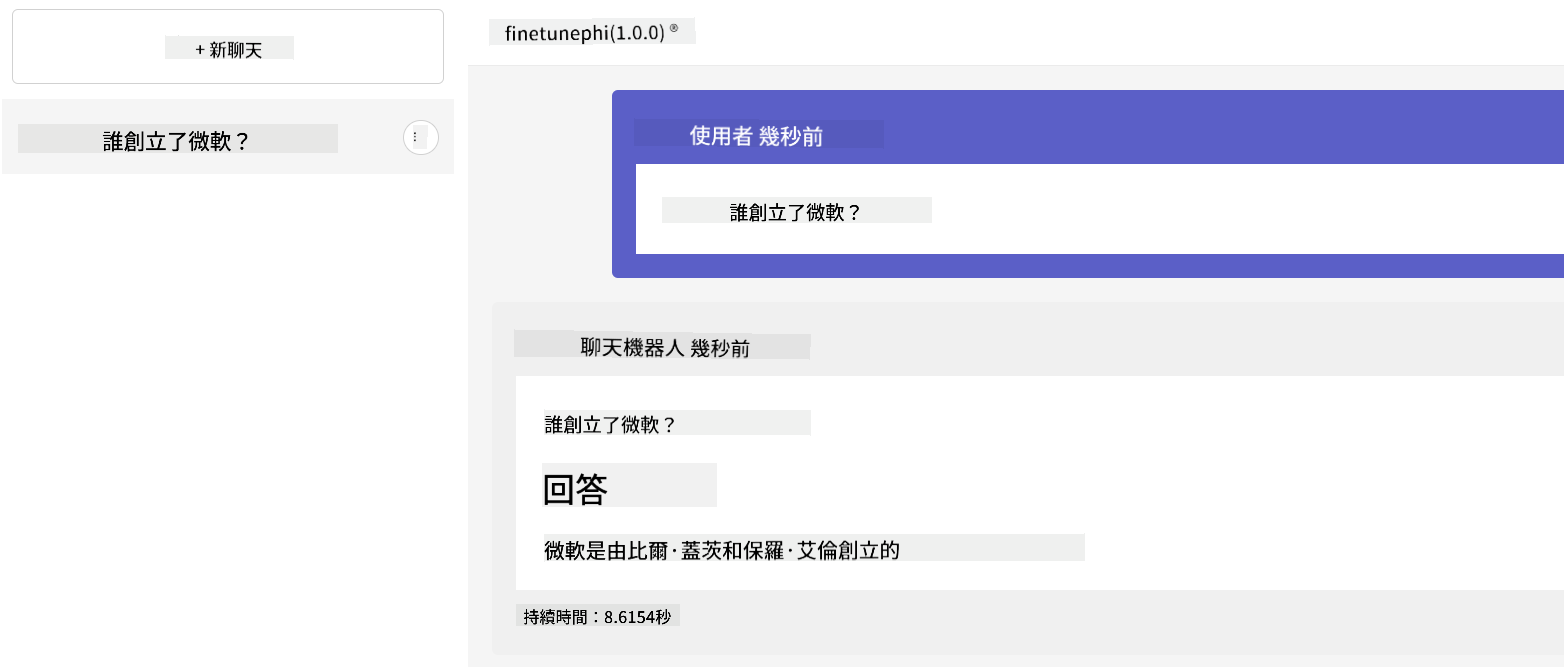 + 新聊天
誰創立了微軟？
finetunephi(1.0.0) ®
使用者 幾秒前
誰創立了微軟？
聊天機器人 幾秒前
誰創立了微軟？
回答
微軟是由比爾·蓋茨和保羅·艾倫創立的
持續時間：8.6154秒